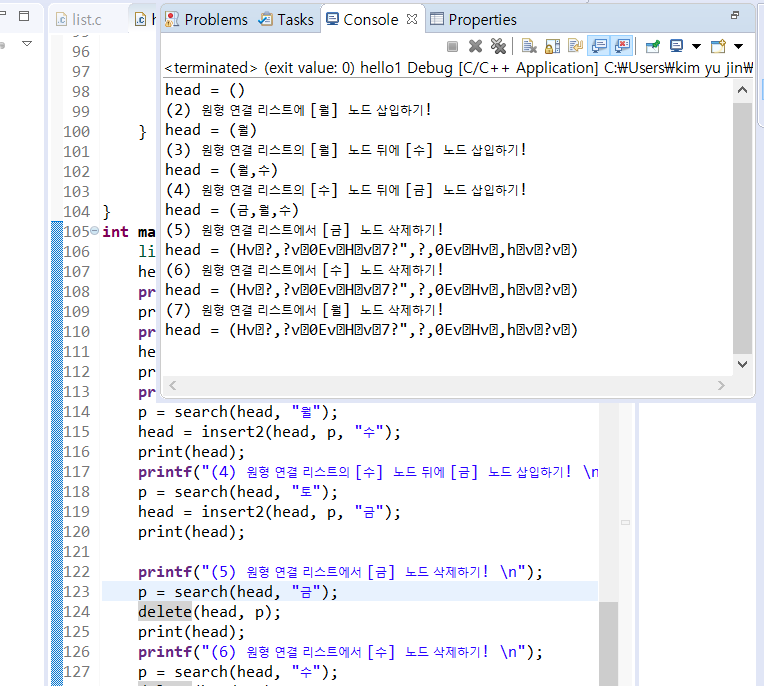 list.c
h
Problems
Tasks
Console
Properties
<terminated> (exit value: 0) hello1 Debug [C/C++ Application] C:₩Users₩kim yu jin₩
head = ()
(2) 원형 연결 리스트에 [월] 노드 삽입하기!
head = (월)
(3) 원형 연결 리스트의 [월] 노드 뒤에 [수] 노드 삽입하기!
head = (월,수)
(4) 원형 연결 리스트의 [수] 노드 뒤에 [금] 노드 삽입하기!
head = (금,월,수)
(5) 원형 연결 리스트에서 [금] 노드 삭제하기!
head = (Hv�?,?v�0Ev�H�v�7?",?,0Ev�Hv�,h�v�?v�)
(6) 원형 연결 리스트에서 [수] 노드 삭제하기!
head = (Hv�?,?v�0Ev�H�v�7?",?,0Ev�Hv�,h�v�?v�)
(7) 원형 연결 리스트에서 [월] 노드 삭제하기!
head = (Hv�?,?v�0Ev�H�v�7?",?,0Ev�Hv�,h�v�?v�)
96
97
98
99
100 }
101
102
103
104 }
105 int ma
106 li
107 he
108 pr
109 pr
110 pr
111 he
112 pr
113 pr
114 p = search(head, "월");
115 head = insert2(head, p, "수");
116 print(head);
117 printf("(4) 원형 연결 리스트의 [수] 노드 뒤에 [금] 노드 삽입하기! \n
118 p = search(head, "토");
119 head = insert2(head, p, "금");
120 print(head);
121
122 printf("(5) 원형 연결 리스트에서 [금] 노드 삭제하기! \n");
123 p = search(head, "금");
124 delete(head, p);
125 print(head);
126 printf("(6) 원형 연결 리스트에서 [수] 노드 삭제하기! \n");
127 p = search(head, "수");